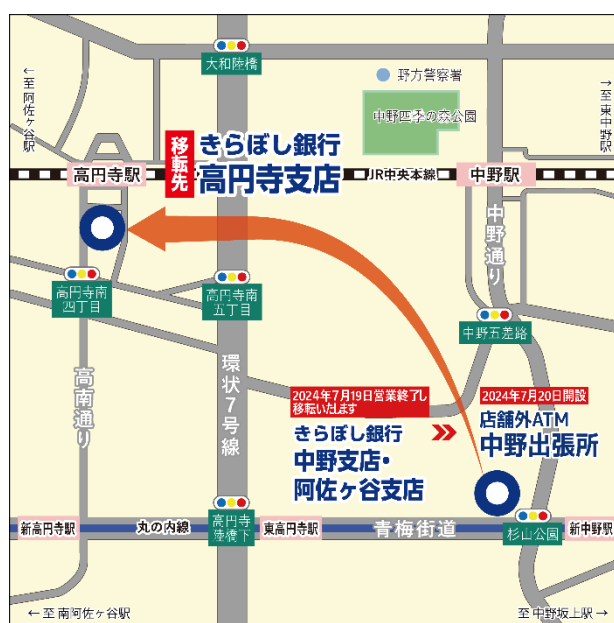 大和陸橋
野方警察署
中野四季の森公園
←至 阿佐ヶ谷駅
→至 東中野駅
移転先
きらぼし銀行
高円寺支店
高円寺駅
JR中央本線
中野駅
中野通り
高円寺南
四丁目
高円寺南
五丁目
中野五差路
高南通り
環状7号線
2024年7月19日営業終了し
移転いたします
きらぼし銀行
中野支店・
阿佐ヶ谷支店
2024年7月20日開設
店舗外ATM
中野出張所
新高円寺駅
丸の内線
高円寺
陸橋下
東高円寺駅
青梅街道
杉山公園
新中野駅
← 至 南阿佐ヶ谷駅
至 中野坂上駅 →